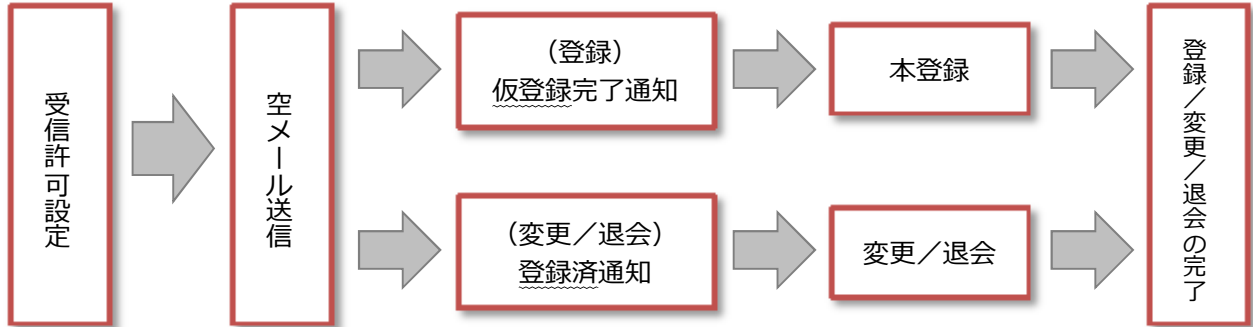 受信許可設定
空メール送信
（登録）
仮登録完了通知
本登録
（変更／退会）
登録済通知
変更／退会
登録／変更／退会の完了